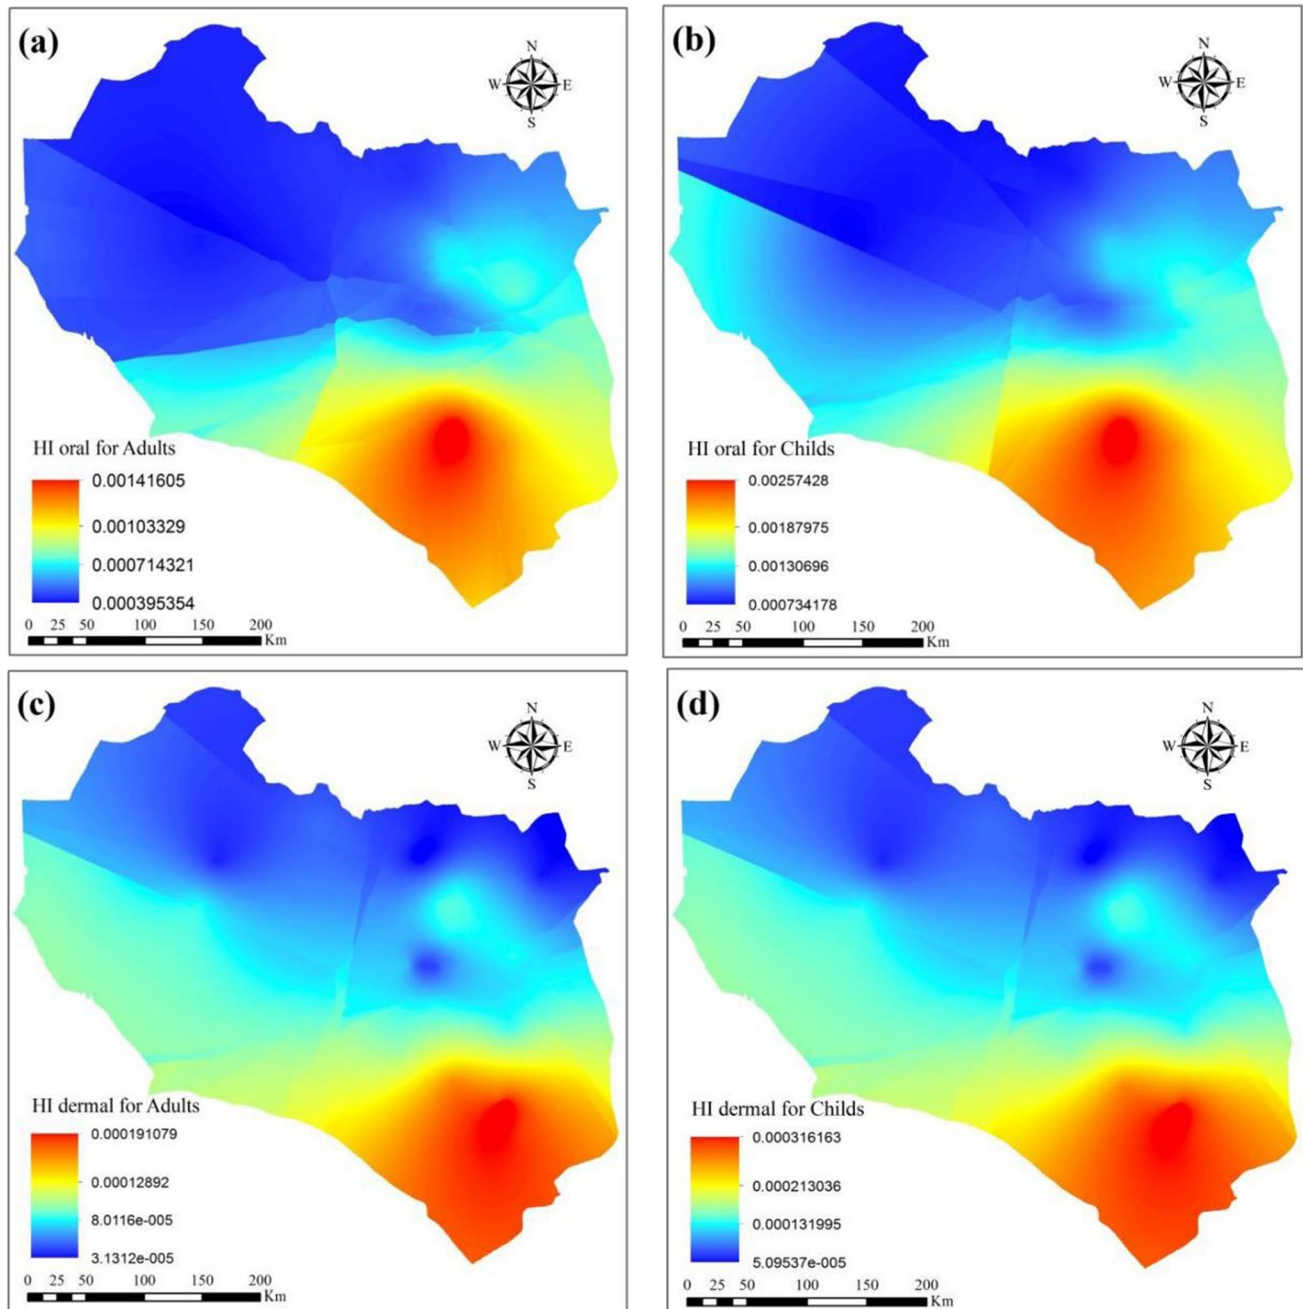 (a)
N
W E
S
HI oral for Adults
0.00141605
0.00103329
0.000714321
0.000395354
0 25 50 100 150 200
Km
(b)
N
W E
S
HI oral for Childs
0.00257428
0.00187975
0.00130696
0.000734178
0 25 50 100 150 200
Km
(c)
N
W E
S
HI dermal for Adults
0.000191079
0.00012892
8.0116e-005
3.1312e-005
0 25 50 100 150 200
Km
(d)
N
W E
S
HI dermal for Childs
0.000316163
0.000213036
0.000131995
5.09537e-005
0 25 50 100 150 200
Km